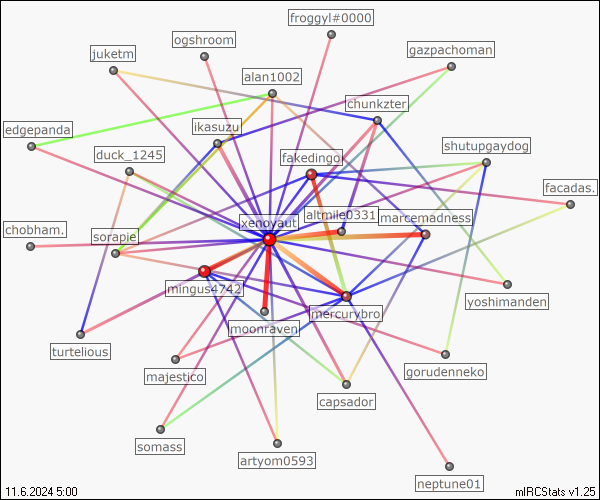 froggyl#0000
ogshroom
gazpachoman
juketm
alan1002
chunkzter
edgepanda
ikasuzu
shutupgaydog
duck_1245
fakedingo
facadas.
chobham.
xenoyaut
altmile0331
marcemadness
sorapie
mingus4742
yoshimanden
mercurybro
moonraven
turtelious
majestico
gorudenneko
capsador
somass
artyom0593
neptune01
11.6.2024 5:00
mIRCStats v1.25